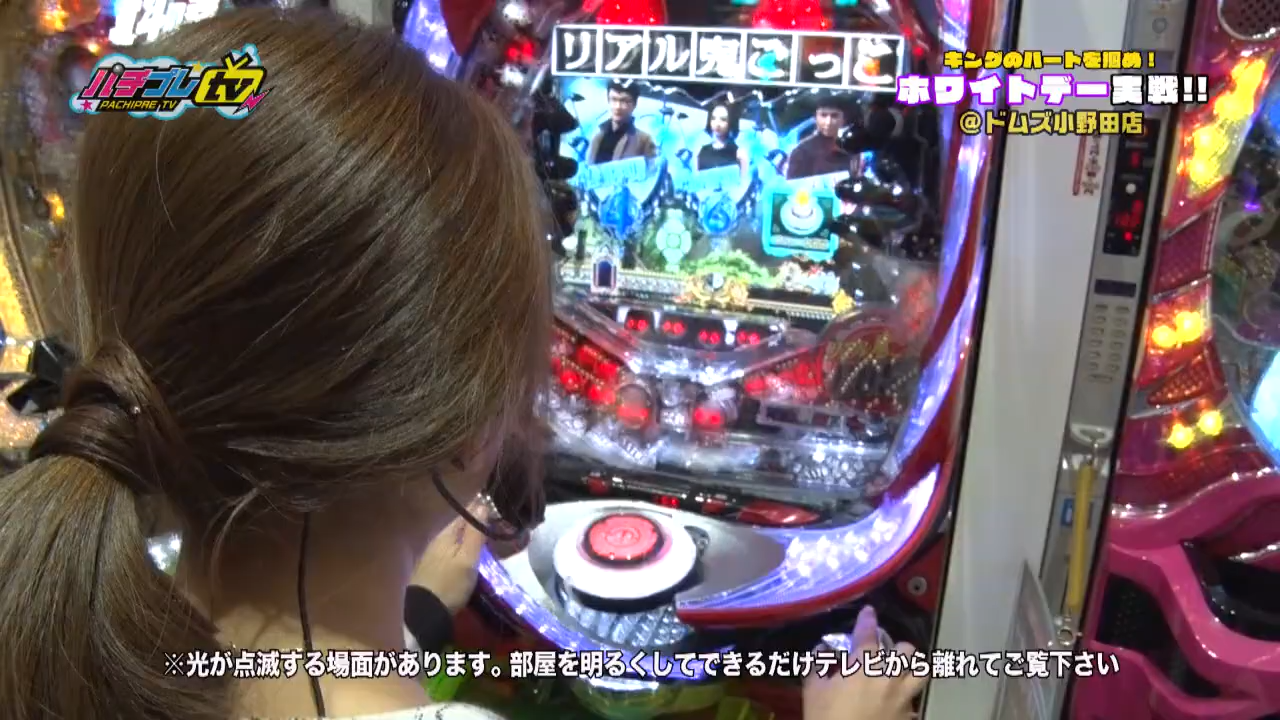 パチプレtv
PACHIPRE TV
リアル鬼ごっこ
キングのハートを掴め！
ホワイトデー実戦!!
@ドムズ小野田店
※光が点滅する場面があります。部屋を明るくしてできるだけテレビから離れてご覧下さい